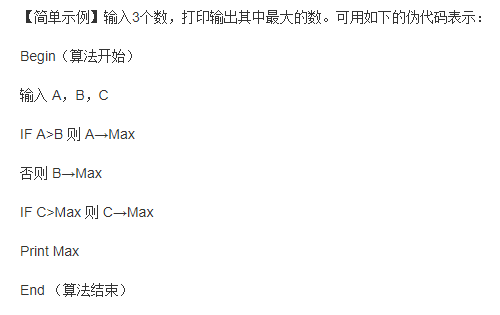 【简单示例】输入3个数，打印输出其中最大的数。可用如下的伪代码表示：
Begin（算法开始）
输入 A，B，C
IF A>B 则 A→Max
否则 B→Max
IF C>Max 则 C→Max
Print Max
End （算法结束）